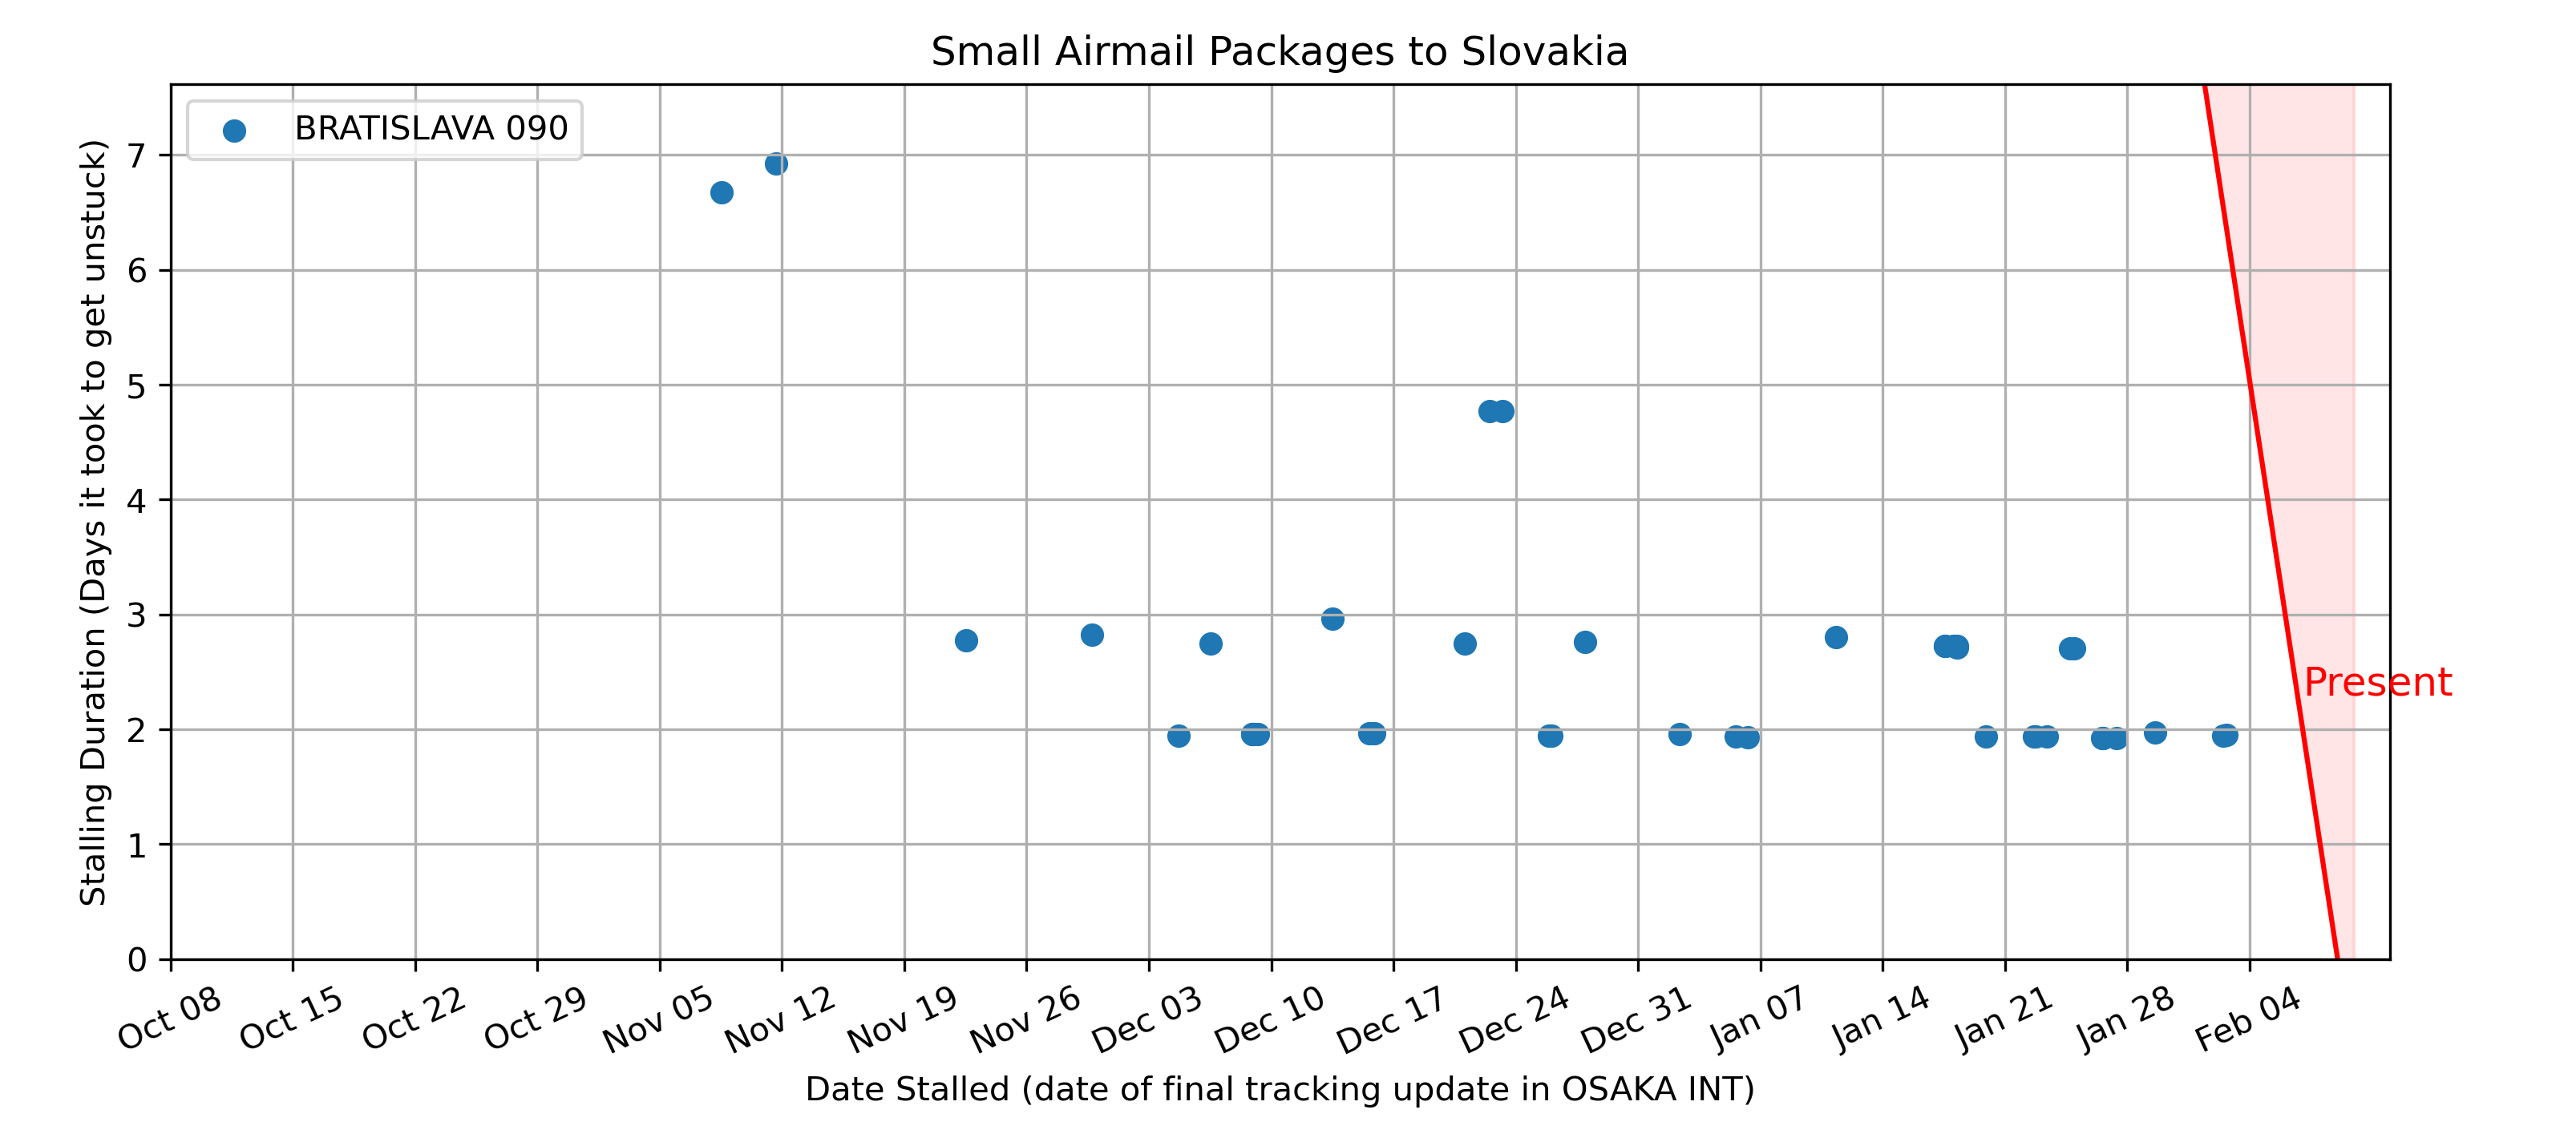 Small Airmail Packages to Slovakia
BRATISLAVA 090
Stalling Duration (Days it took to get unstuck)
7
6
5
4
3
2
1
0
Present
Oct 08
Oct 15
Oct 22
Oct 29
Nov 05
Nov 12
Nov 19
Nov 26
Dec 03
Dec 10
Dec 17
Dec 24
Dec 31
Jan 07
Jan 14
Jan 21
Jan 28
Feb 04
Date Stalled (date of final tracking update in OSAKA INT)